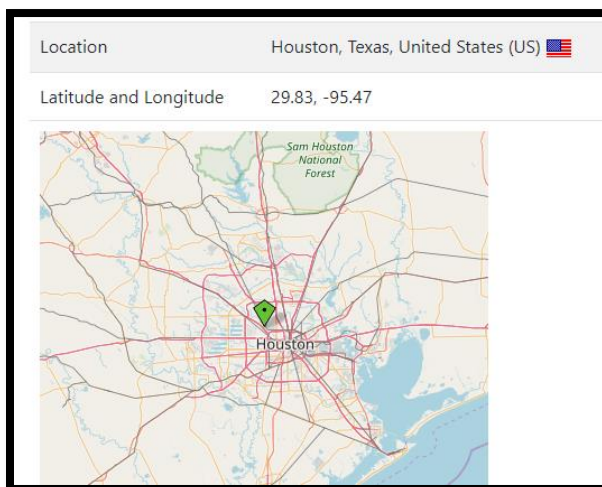 Location Houston, Texas, United States (US)
Latitude and Longitude 29.83, -95.47
Sam Houston
National
Forest
Houston